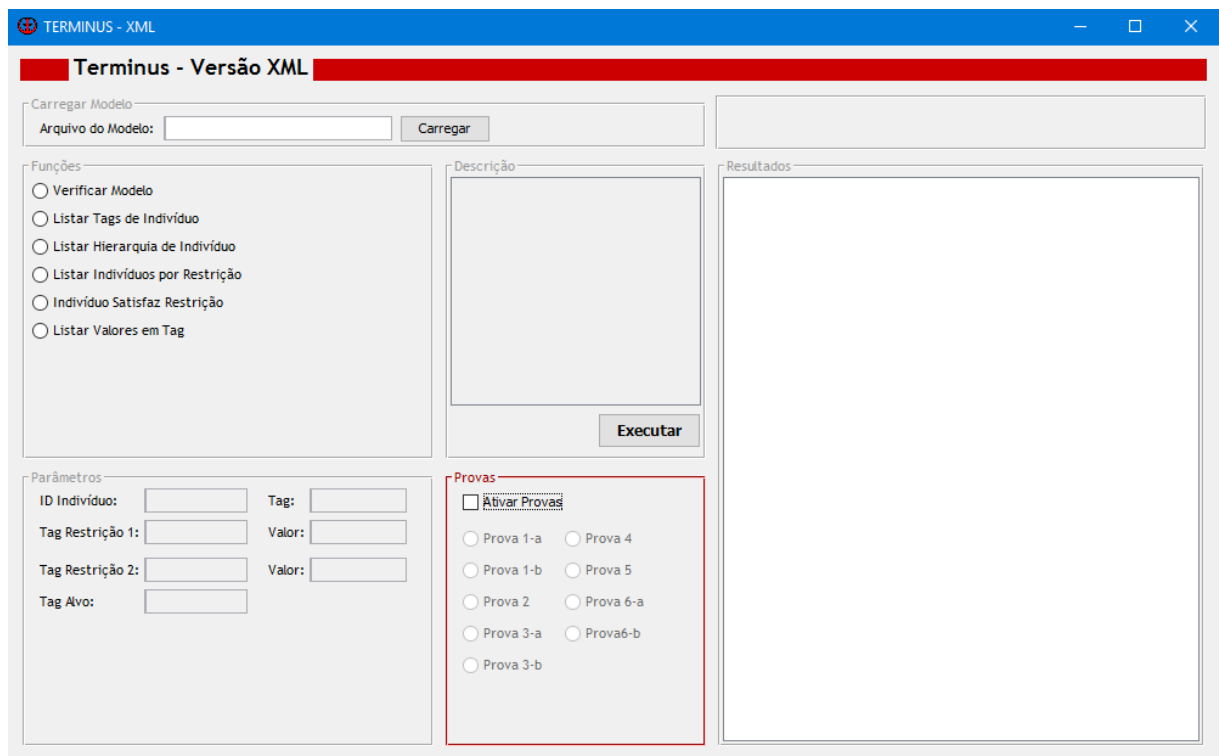 TERMINUS - XML
Terminus - Versão XML
Carregar Modelo
Arquivo do Modelo:
Carregar
Funções
Verificar Modelo
Listar Tags de Indivíduo
Listar Hierarquia de Indivíduo
Listar Indivíduos por Restrição
Indivíduo Satisfaz Restrição
Listar Valores em Tag
Descrição
Executar
Resultados
Parâmetros
ID Indivíduo:
Tag:
Tag Restrição 1:
Valor:
Tag Restrição 2:
Valor:
Tag Alvo:
Provas
Ativar Provas
Prova 1-a
Prova 4
Prova 1-b
Prova 5
Prova 2
Prova 6-a
Prova 3-a
Prova6-b
Prova 3-b